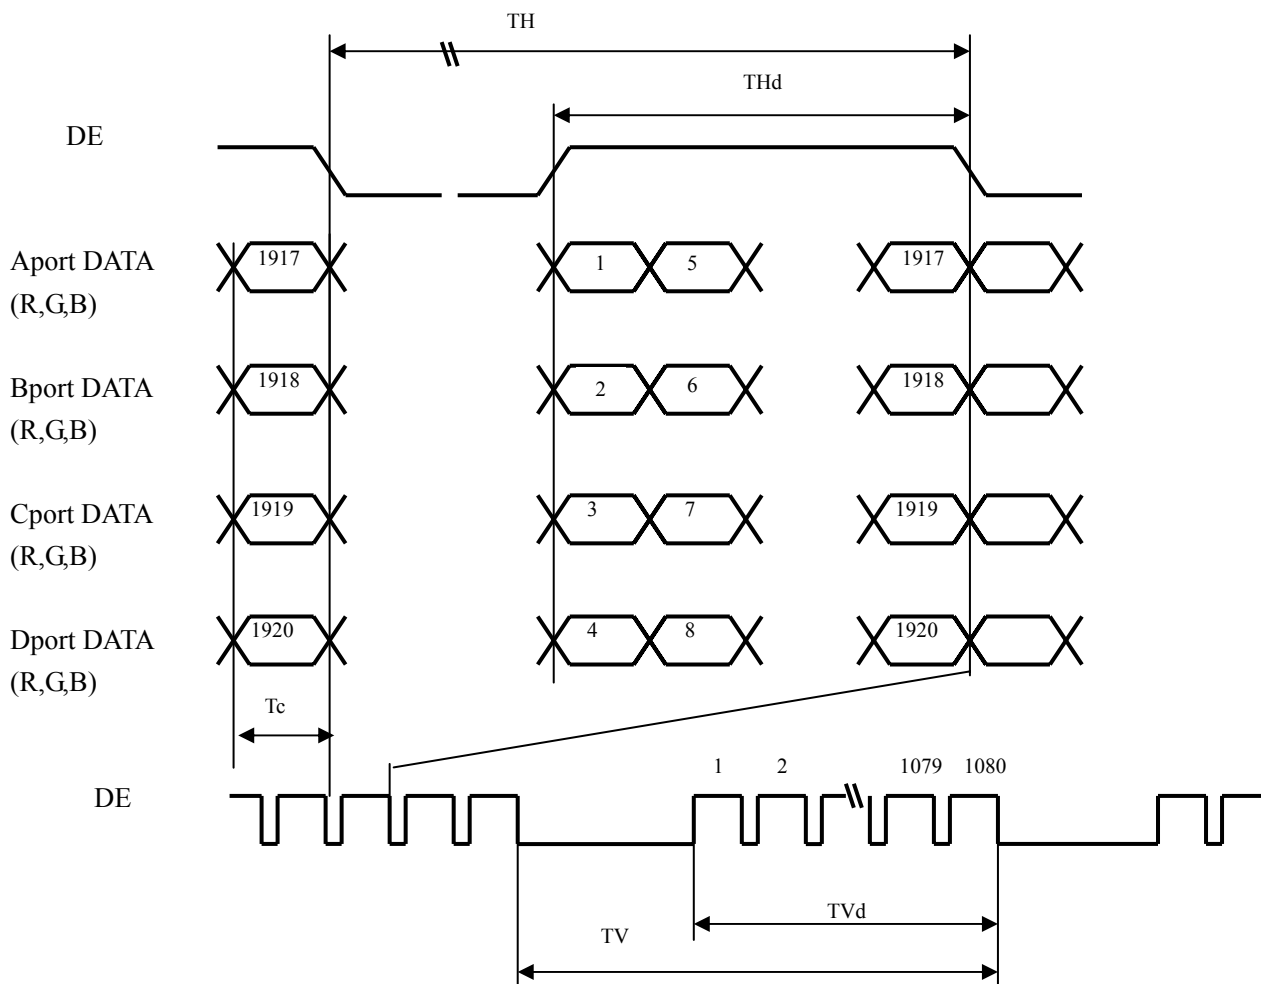 TH
THd
DE
Aport DATA
(R,G,B)
1917
1
5
1917
Bport DATA
(R,G,B)
1918
2
6
1918
Cport DATA
(R,G,B)
1919
3
7
1919
Dport DATA
(R,G,B)
1920
4
8
1920
Tc
DE
1
2
1079
1080
TVd
TV